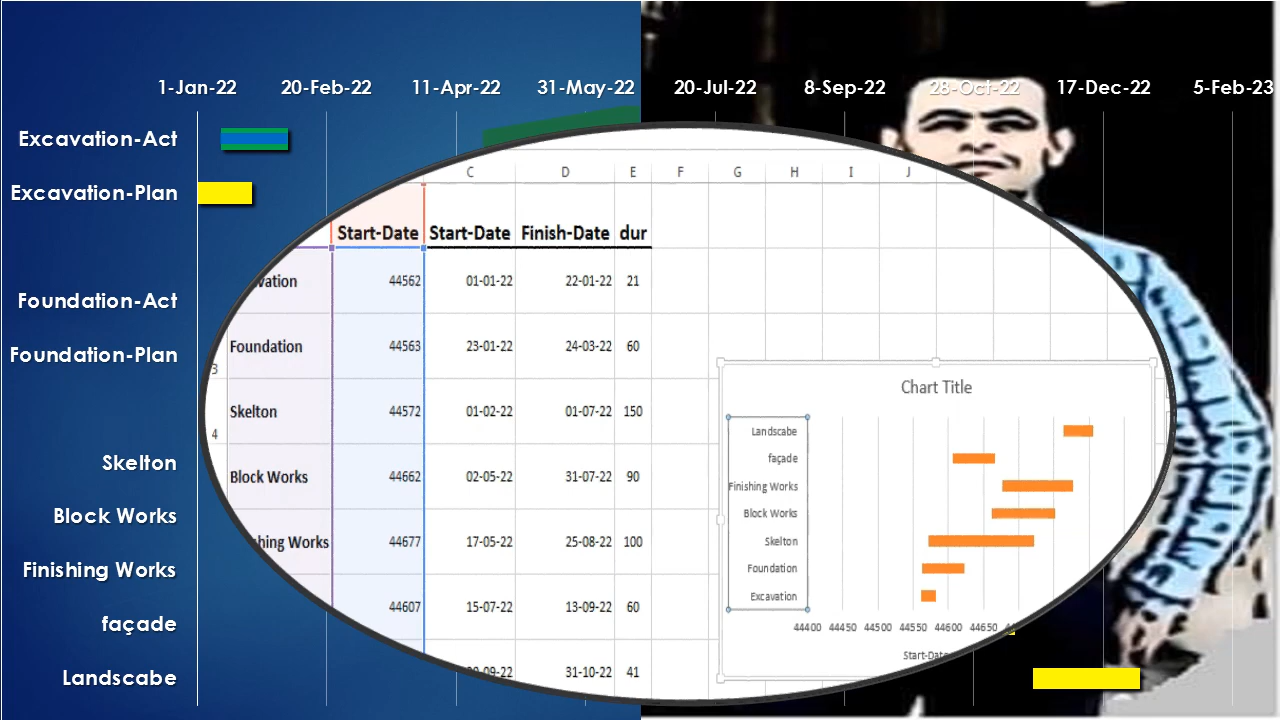 1-Jan-22 20-Feb-22 11-Apr-22 31-May-22 20-Jul-22 8-Sep-22 28-Oct-22 17-Dec-22 5-Feb-23
Excavation-Act
Excavation-Plan
Foundation-Act
Foundation-Plan
Skelton
Block Works
Finishing Works
façade
Landscabe
C D E F G H I J
Start-Date Start-Date Finish-Date dur
44562 01-01-22 22-01-22 21
3
Foundation 44563 23-01-22 24-03-22 60
4
Skelton 44572 01-02-22 01-07-22 150
Block Works 44662 02-05-22 31-07-22 90
Works 44677 17-05-22 25-08-22 100
44607 15-07-22 13-09-22 60
31-10-22 41
Chart Title
Landscabe
façade
Finishing Works
Block Works
Skelton
Foundation
Excavation
44400 44450 44500 44550 44600 44650